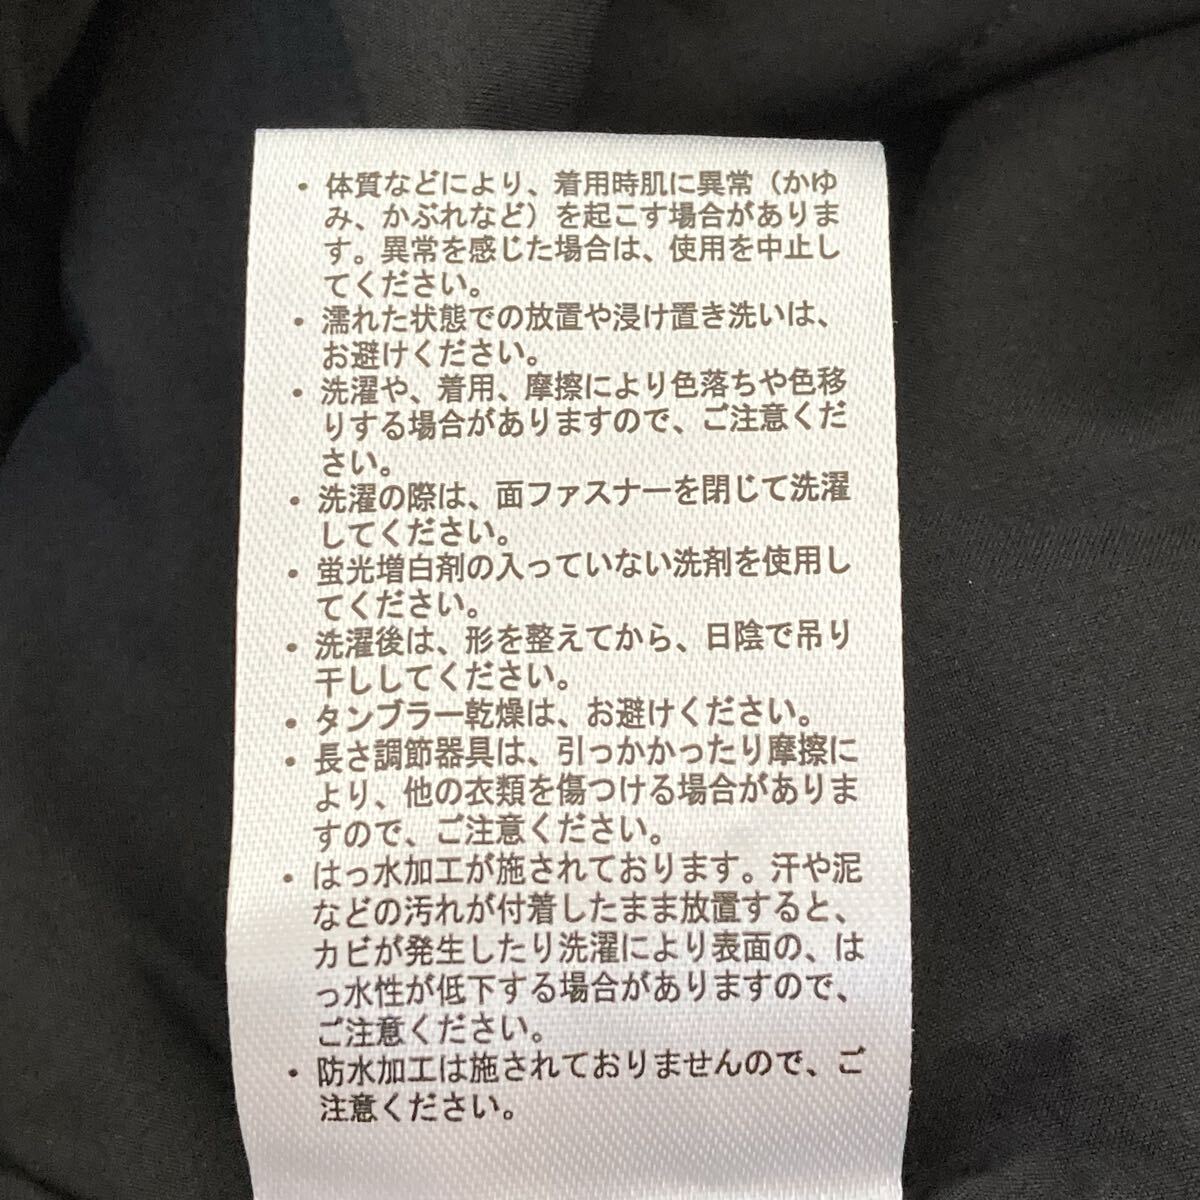 ・体質などにより、着用時肌に異常（かゆ
み、かぶれなど）を起こす場合がありま
す。異常を感じた場合は、使用を中止し
てください。
・濡れた状態での放置や浸け置き洗いは、
お避けください。
・洗濯や、着用、摩擦により色落ちや色移
りする場合がありますので、ご注意くだ
さい。
・洗濯の際は、面ファスナーを閉じて洗濯
してください。
・蛍光増白剤の入っていない洗剤を使用し
てください。
・洗濯後は、形を整えてから、日陰で吊り
干ししてください。
・タンブラー乾燥は、お避けください。
・長さ調節器具は、引っかかったり摩擦に
より、他の衣類を傷つける場合がありま
すので、ご注意ください。
・はっ水加工が施されております。汗や泥
などの汚れが付着したまま放置すると、
カビが発生したり洗濯により表面の、は
っ水性が低下する場合がありますので、
ご注意ください。
・防水加工は施されておりませんので、ご
注意ください。